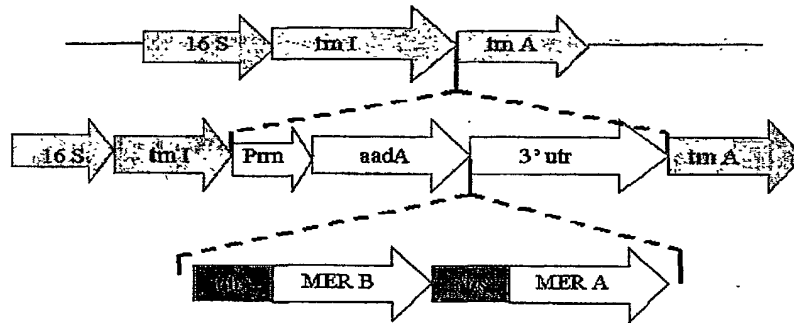 16 S trn I trn A
16 S trn I Prrn aadA 3' utr trn A
MER B MER A